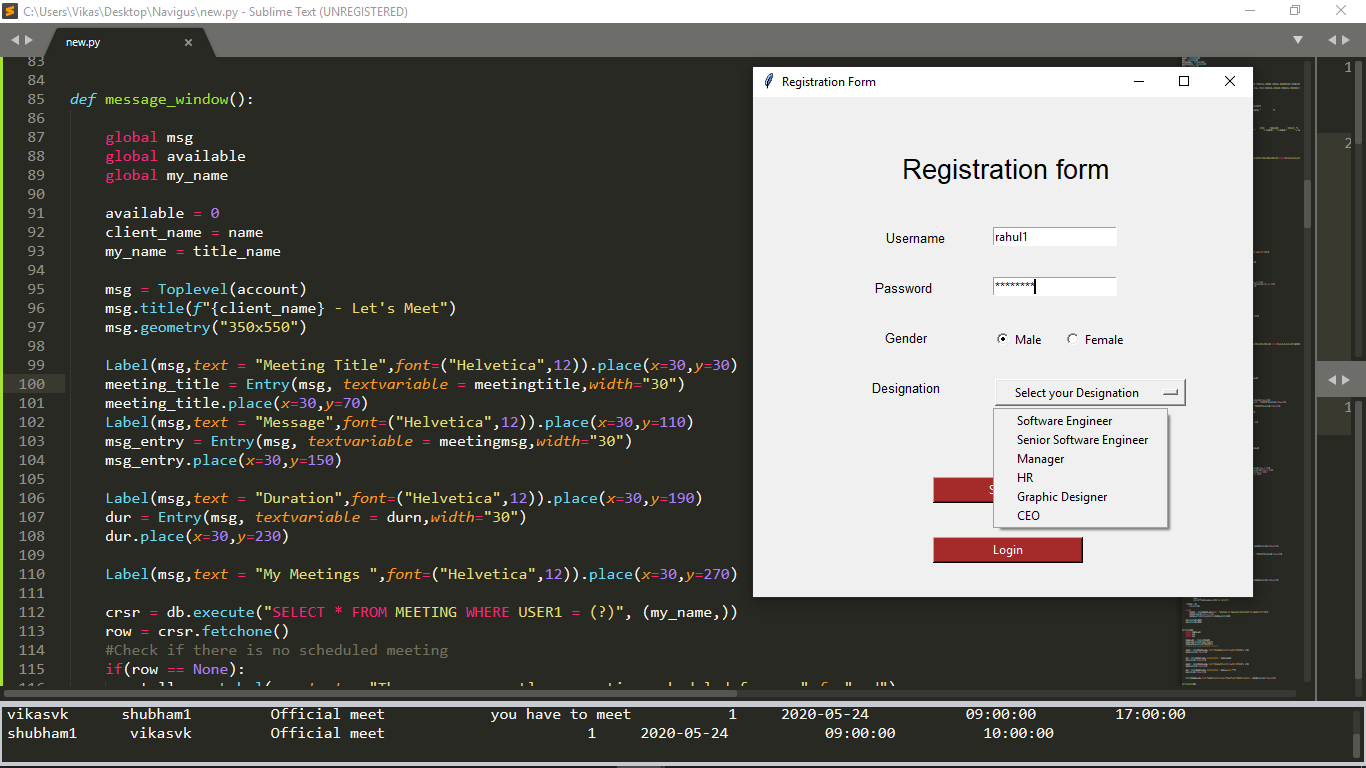 C:\Users\Vikas\Desktop\Navigus\new.py - Sublime Text (UNREGISTERED)
new.py
83
84
85 def message_window():
86
87 global msg
88 global available
89 global my_name
90
91 available = 0
92 client_name = name
93 my_name = title_name
94
95 msg = Toplevel(account)
96 msg.title(f"{client_name} - Let's Meet")
97 msg.geometry("350x550")
98
99 Label(msg,text = "Meeting Title",font=("Helvetica",12)).place(x=30,y=30)
100 meeting_title = Entry(msg, textvariable = meetingtitle,width="30")
101 meeting_title.place(x=30,y=70)
102 Label(msg,text = "Message",font=("Helvetica",12)).place(x=30,y=110)
103 msg_entry = Entry(msg, textvariable = meetingmsg,width="30")
104 msg_entry.place(x=30,y=150)
105
106 Label(msg,text = "Duration",font=("Helvetica",12)).place(x=30,y=190)
107 dur = Entry(msg, textvariable = durn,width="30")
108 dur.place(x=30,y=230)
109
110 Label(msg,text = "My Meetings ",font=("Helvetica",12)).place(x=30,y=270)
111
112 crsr = db.execute("SELECT * FROM MEETING WHERE USER1 = (?)", (my_name,))
113 row = crsr.fetchone()
114 #Check if there is no scheduled meeting
115 if(row == None):
Registration Form
Registration form
Username rahul1
Password ********
Gender Male Female
Designation Select your Designation
Software Engineer
Senior Software Engineer
Manager
HR
Graphic Designer
CEO
Login
1
2
1
vikasvk shubham1 Official meet you have to meet 1 2020-05-24 09:00:00 17:00:00
shubham1 vikasvk Official meet 1 2020-05-24 09:00:00 10:00:00